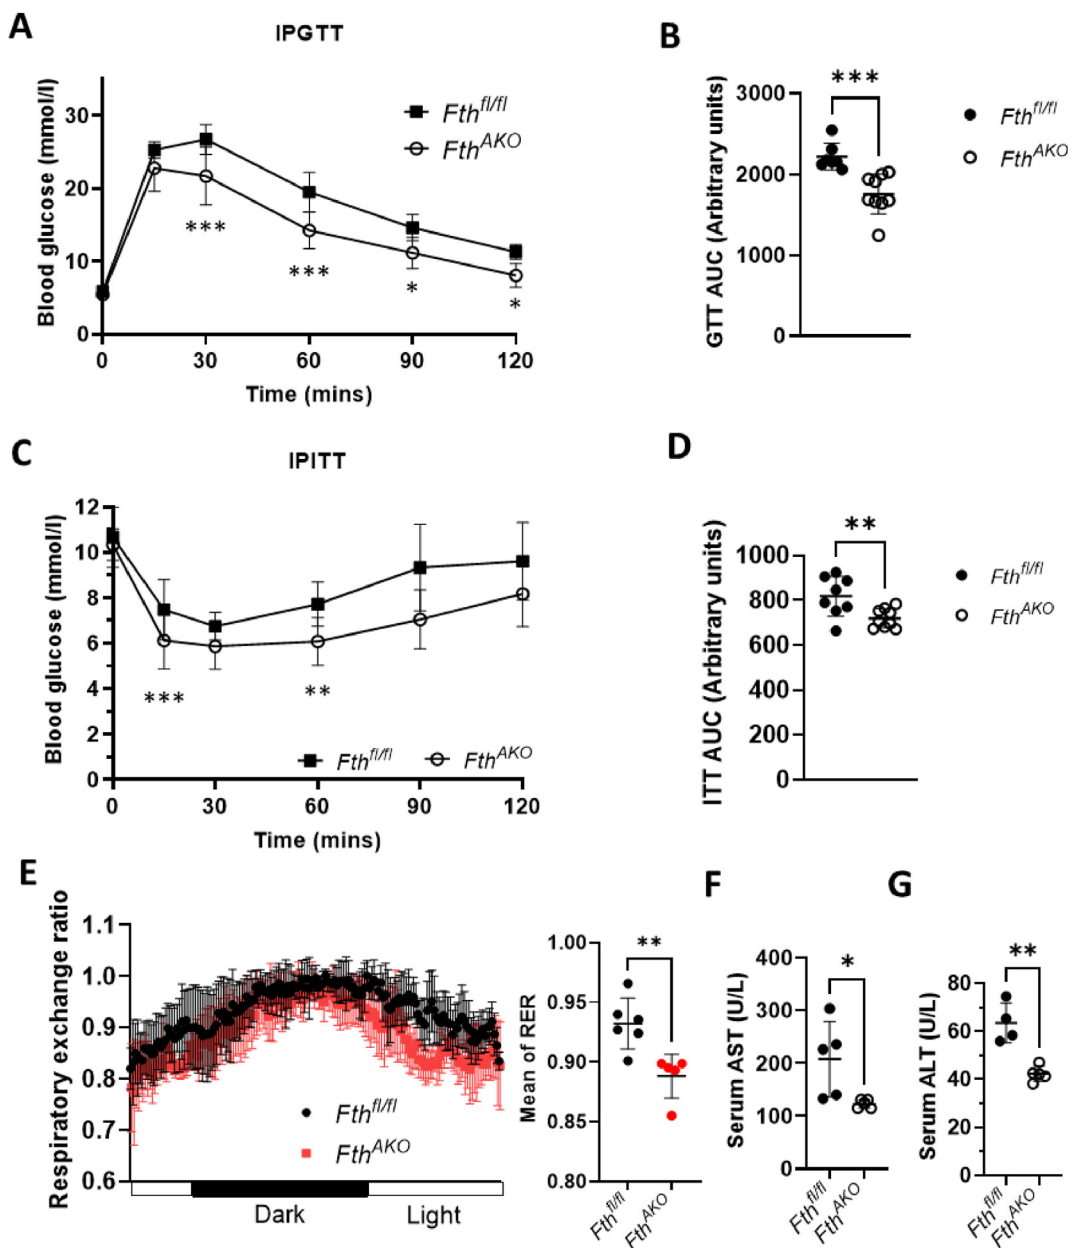 A
IPGTT
Blood glucose (mmol/l)
30
20
10
0
0 30 60 90 120
Time (mins)
Fth^fl/fl
Fth^AKO
***
***
*
*
B
GTT AUC (Arbitrary units)
3000
2000
1000
0
***
Fth^fl/fl
Fth^AKO
C
IPITT
Blood glucose (mmol/l)
12
10
8
6
4
2
0
0 30 60 90 120
Time (mins)
***
**
Fth^fl/fl Fth^AKO
D
ITT AUC (Arbitrary units)
1000
800
600
400
200
0
**
Fth^fl/fl
Fth^AKO
E
Respiratory exchange ratio
1.1
1.0
0.9
0.8
0.7
0.6
Fth^fl/fl
Fth^AKO
Dark Light
Mean of RER
1.00
0.95
0.90
0.85
0.80
**
Fth^fl/fl
Fth^AKO
F
Serum AST (U/L)
400
300
200
100
0
*
Fth^fl/fl
Fth^AKO
G
Serum ALT (U/L)
80
60
40
20
0
**
Fth^fl/fl
Fth^AKO